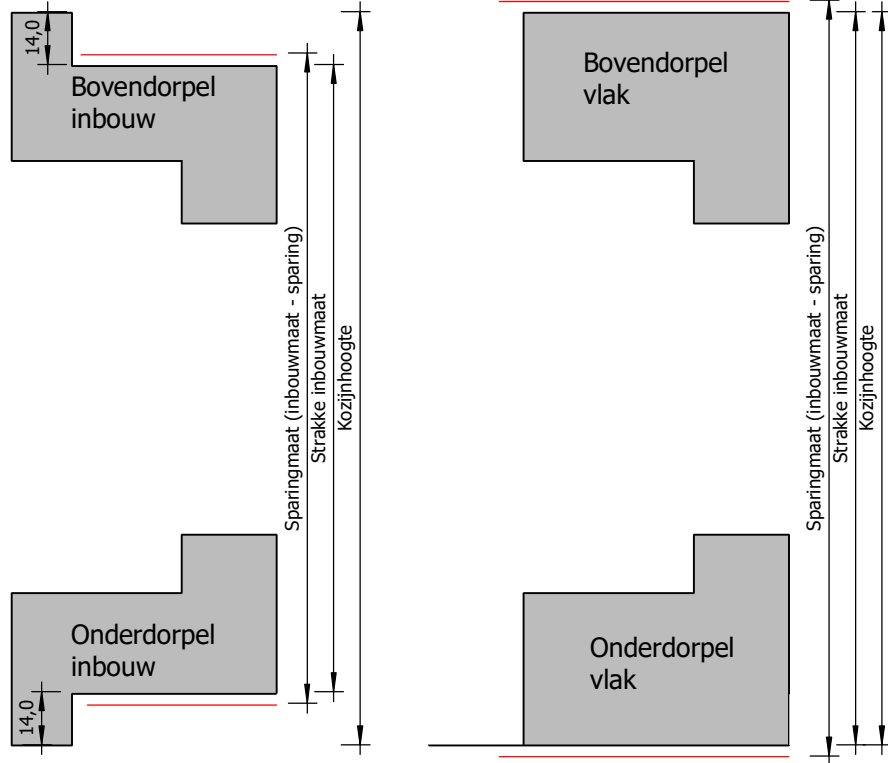 14,0
Bovendorpel
inbouw
Sparingmaat (inbouwmaat - sparing)
Strakke inbouwmaat
Kozijnhoogte
Onderdorpel
inbouw
14,0
Bovendorpel
vlak
Sparingmaat (inbouwmaat - sparing)
Strakke inbouwmaat
Kozijnhoogte
Onderdorpel
vlak